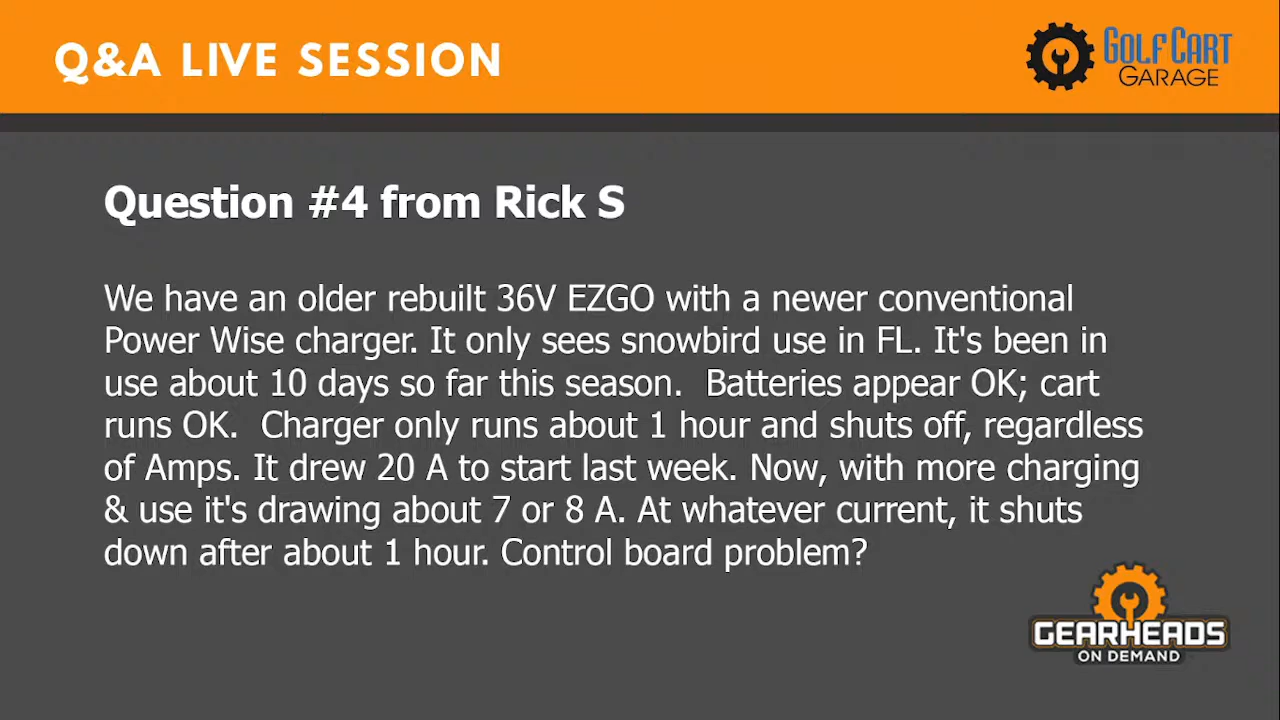 Q&A LIVE SESSION
GOLF CART
GARAGE
Question #4 from Rick S
We have an older rebuilt 36V EZGO with a newer conventional
Power Wise charger. It only sees snowbird use in FL. It's been in
use about 10 days so far this season.  Batteries appear OK; cart
runs OK.  Charger only runs about 1 hour and shuts off, regardless
of Amps. It drew 20 A to start last week. Now, with more charging
& use it's drawing about 7 or 8 A. At whatever current, it shuts
down after about 1 hour. Control board problem?
GEARHEADS
ON DEMAND